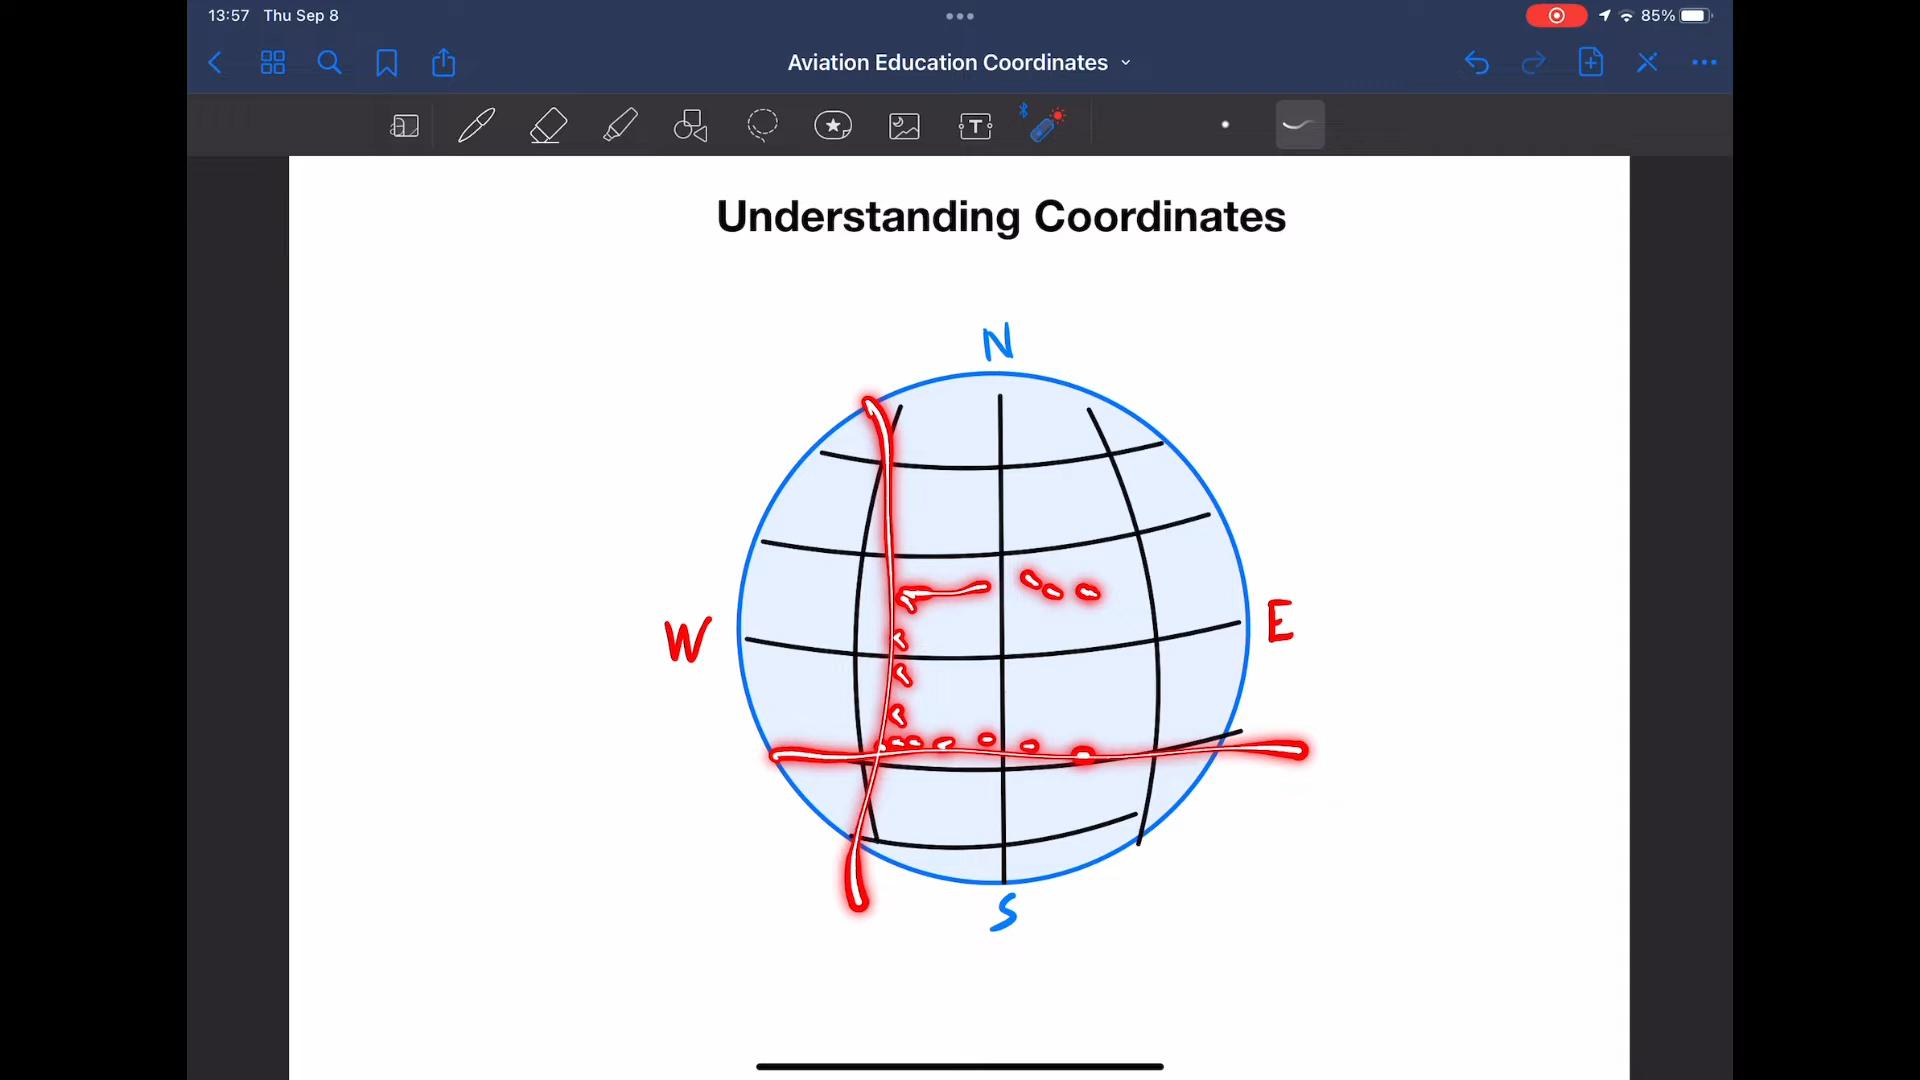 13:57 Thu Sep 8
85%
Aviation Education Coordinates
T
Understanding Coordinates
N
W
E
S